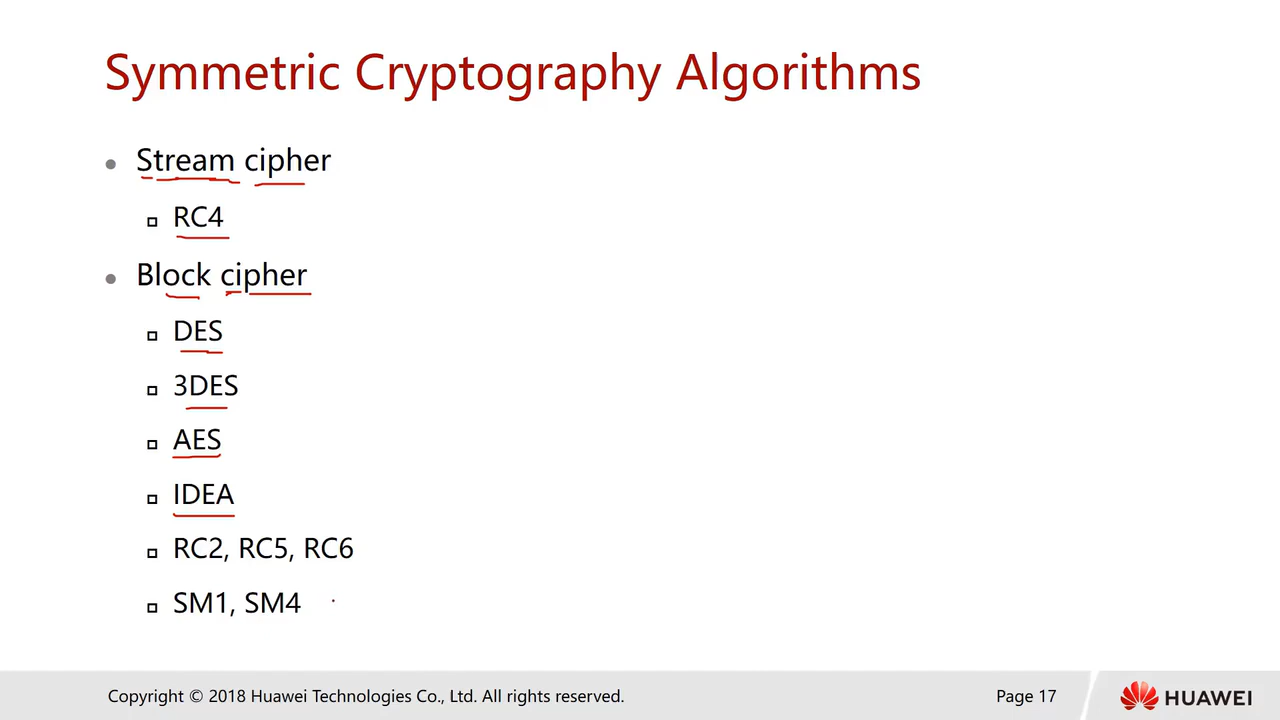 Symmetric Cryptography Algorithms
Stream cipher
RC4
Block cipher
DES
3DES
AES
IDEA
RC2, RC5, RC6
SM1, SM4
Copyright © 2018 Huawei Technologies Co., Ltd. All rights reserved.
Page 17
HUAWEI